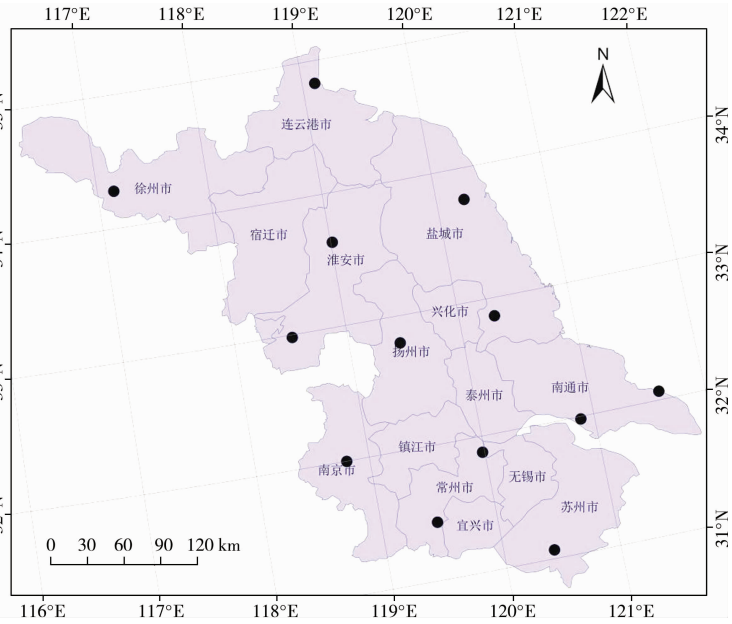 117°E 118°E 119°E 120°E 121°E 122°E
N
34°N
连云港市
徐州市
宿迁市
盐城市
淮安市
33°N
兴化市
扬州市
32°N
南通市
泰州市
镇江市
南京市
无锡市
常州市
苏州市
宜兴市
31°N
0 30 60 90 120 km
116°E 117°E 118°E 119°E 120°E 121°E